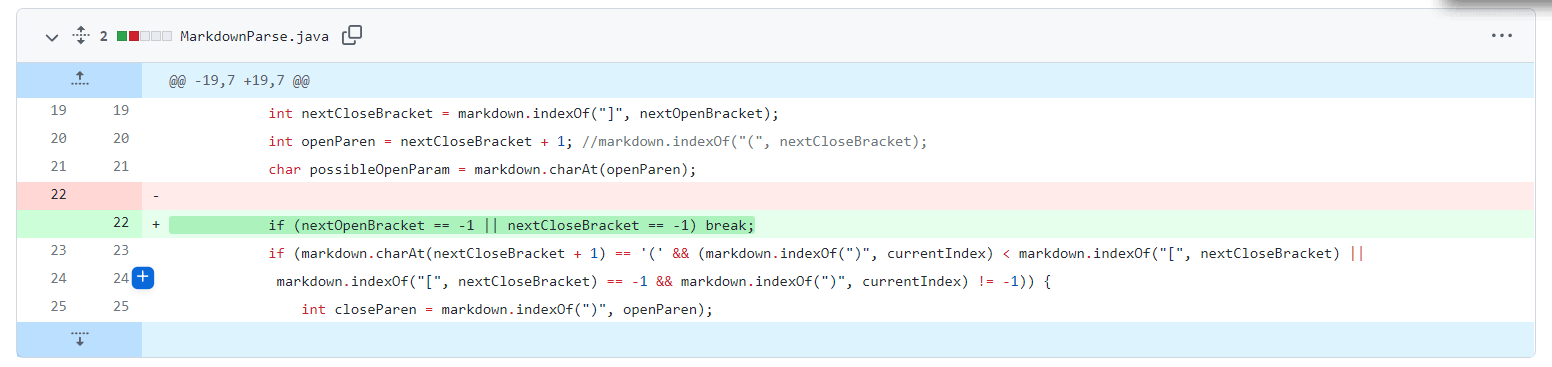 2 MarkdownParse.java
@@ -19,7 +19,7 @@
19 19 int nextCloseBracket = markdown.indexOf("]", nextOpenBracket);
20 20 int openParen = nextCloseBracket + 1; //markdown.indexOf("(", nextCloseBracket);
21 21 char possibleOpenParam = markdown.charAt(openParen);
22 -
22 + if (nextOpenBracket == -1 || nextCloseBracket == -1) break;
23 23 if (markdown.charAt(nextCloseBracket + 1) == '(' && (markdown.indexOf(")", currentIndex) < markdown.indexOf("[", nextCloseBracket) ||
24 24 markdown.indexOf("[", nextCloseBracket) == -1 && markdown.indexOf(")", currentIndex) != -1)) {
25 25 int closeParen = markdown.indexOf(")", openParen);